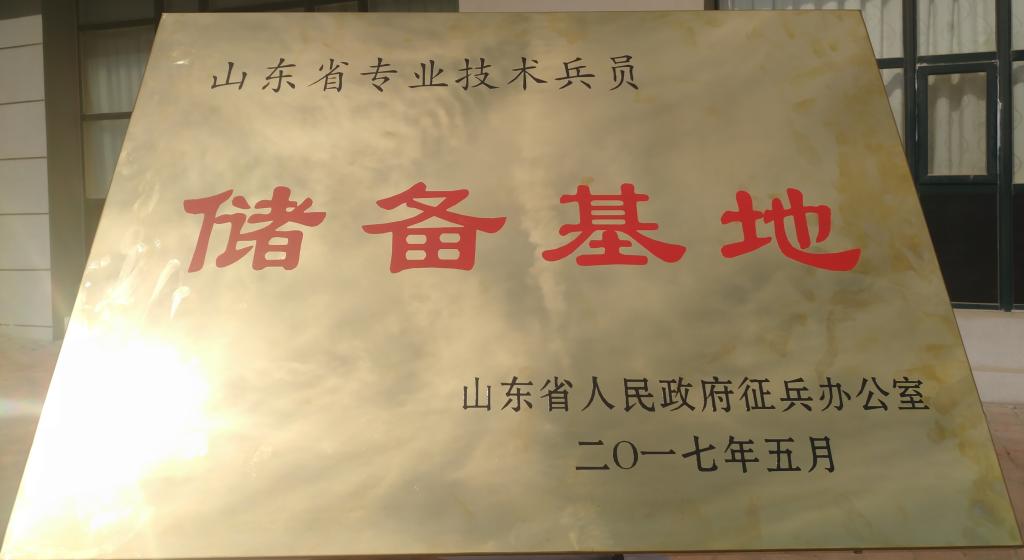 山东省专业技术兵员
储备基地
山东省人民政府征兵办公室
二〇一七年五月